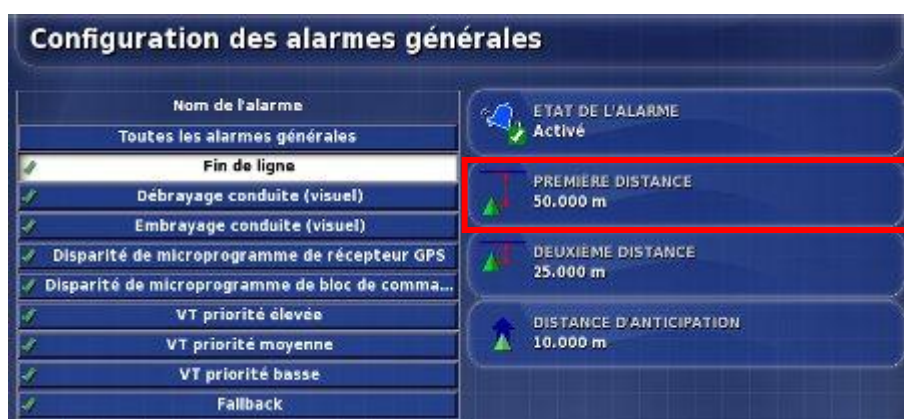 Configuration des alarmes générales
Nom de l'alarme
Toutes les alarmes générales
Fin de ligne
Débrayage conduite (visuel)
Embrayage conduite (visuel)
Disparité de microprogramme de récepteur GPS
Disparité de microprogramme de bloc de comma...
VT priorité élevée
VT priorité moyenne
VT priorité basse
Fallback
ETAT DE L'ALARME
Activé
PREMIÈRE DISTANCE
50.000 m
DEUXIÈME DISTANCE
25.000 m
DISTANCE D'ANTICIPATION
10.000 m